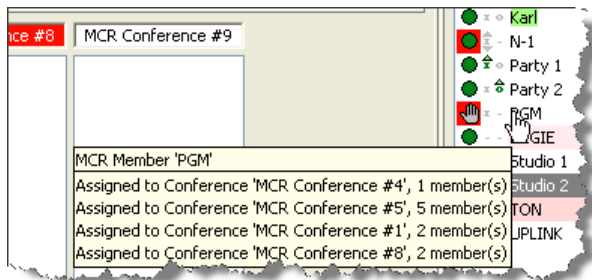 nce #8
MCR Conference #9
Karl
N-1
Party 1
Party 2
PGM
GIE
Studio 1
Studio 2
TON
UPLINK
MCR Member 'PGM'
Assigned to Conference 'MCR Conference #4', 1 member(s)
Assigned to Conference 'MCR Conference #5', 5 member(s)
Assigned to Conference 'MCR Conference #1', 2 member(s)
Assigned to Conference 'MCR Conference #8', 2 member(s)